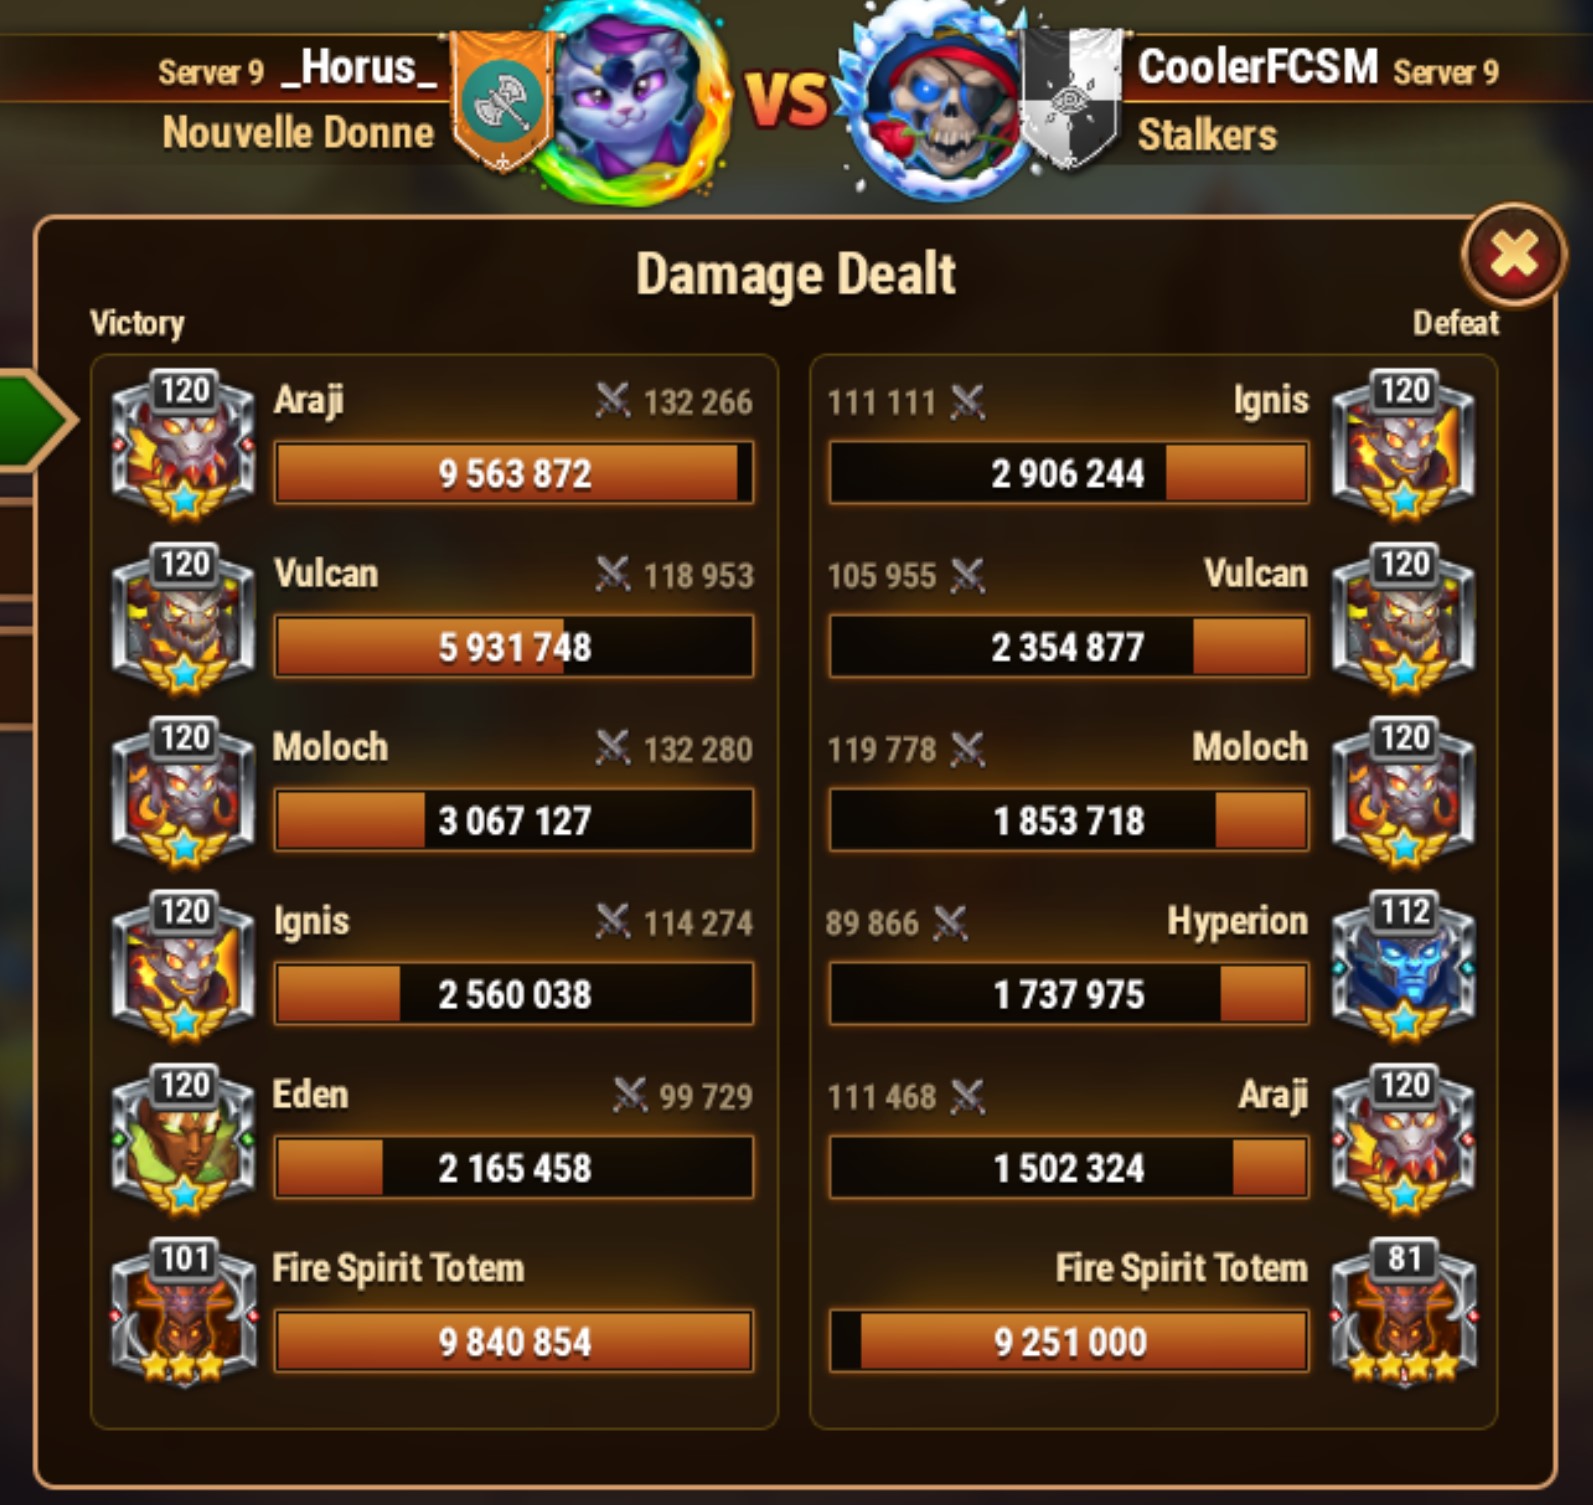 Server 9 _Horus_
Nouvelle Donne
VS
CoolerFCSM Server 9
Stalkers
Damage Dealt
Victory
Defeat
120
Araji
132 266
9 563 872
120
Vulcan
118 953
5 931 748
120
Moloch
132 280
3 067 127
120
Ignis
114 274
2 560 038
120
Eden
99 729
2 165 458
101
Fire Spirit Totem
9 840 854
111 111
Ignis
120
2 906 244
105 955
Vulcan
120
2 354 877
119 778
Moloch
120
1 853 718
89 866
Hyperion
112
1 737 975
111 468
Araji
120
1 502 324
Fire Spirit Totem
81
9 251 000